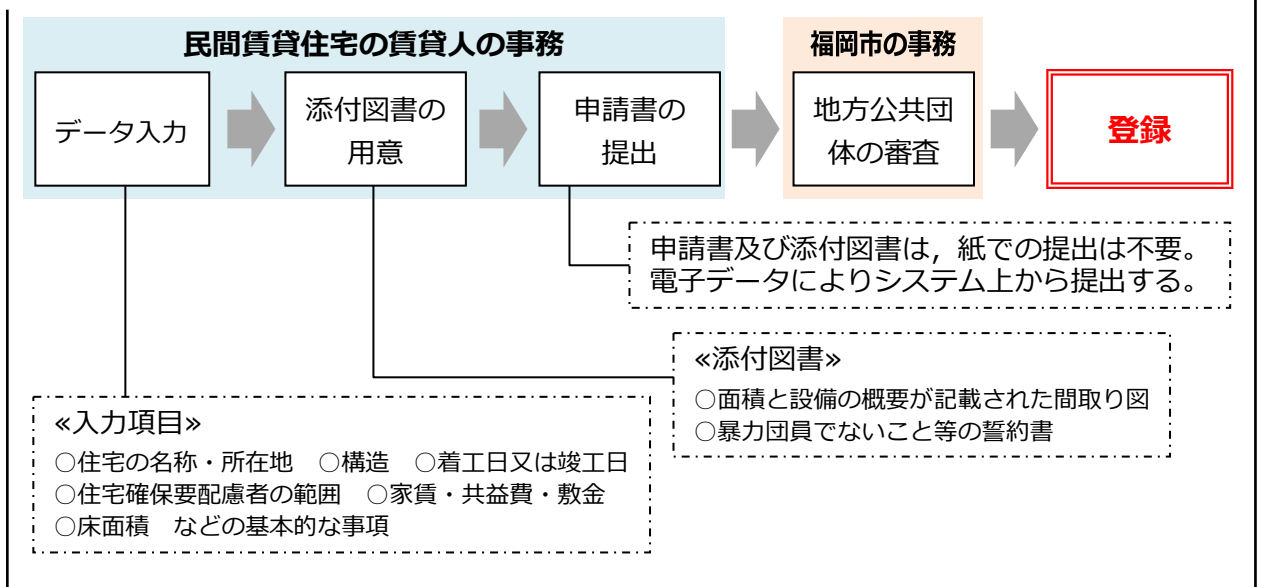 民間賃貸住宅の賃貸人の事務
福岡市の事務
データ入力
添付図書の
用意
申請書の
提出
地方公共団
体の審査
登録
申請書及び添付図書は，紙での提出は不要。
電子データによりシステム上から提出する。
≪添付図書≫
○面積と設備の概要が記載された間取り図
○暴力団員でないこと等の誓約書
≪入力項目≫
○住宅の名称・所在地　○構造　○着工日又は竣工日
○住宅確保要配慮者の範囲　○家賃・共益費・敷金
○床面積　などの基本的な事項